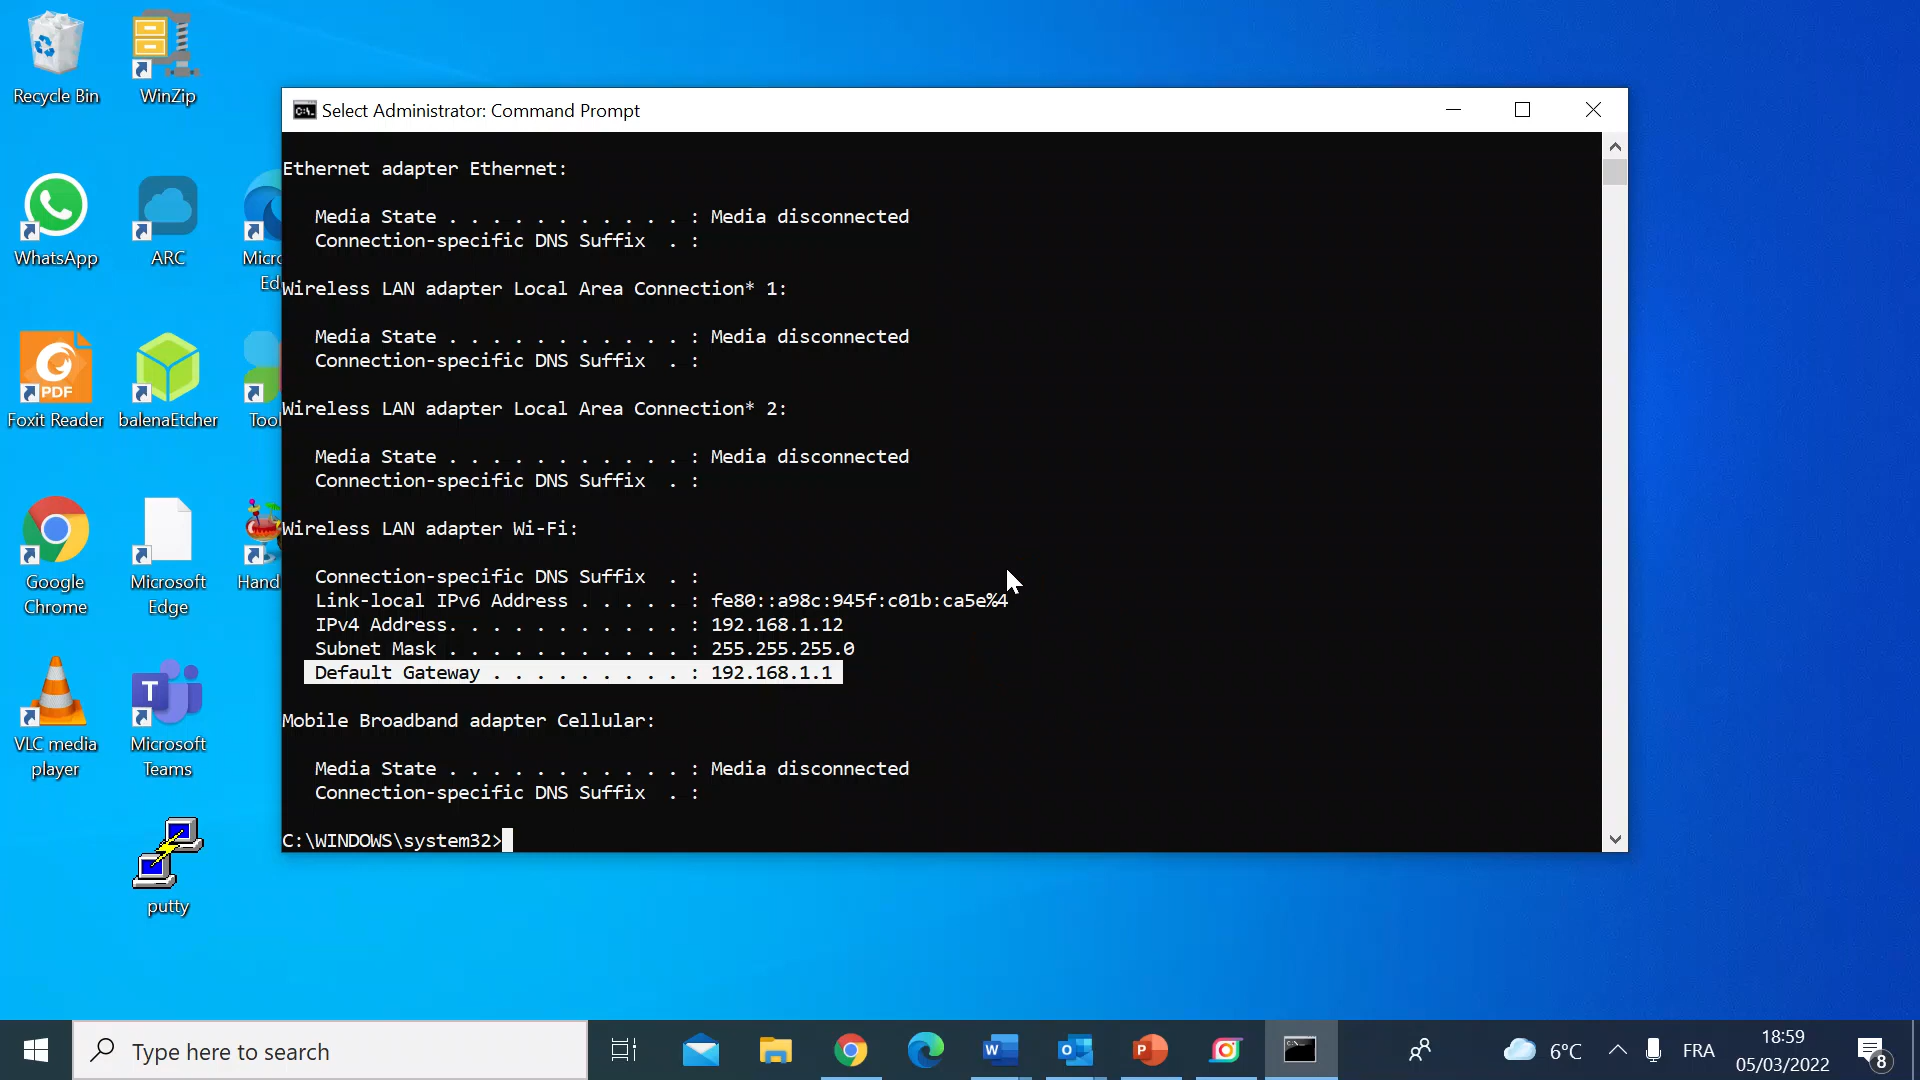 Recycle Bin
WinZip
WhatsApp
ARC
Micro
Ed
PDF
Foxit Reader
balenaEtcher
Tool
Google
Chrome
Microsoft
Edge
Hand
VLC media
player
T
Microsoft
Teams
putty
C:\.
Select Administrator: Command Prompt
Ethernet adapter Ethernet:
Media State . . . . . . . . . . . : Media disconnected
Connection-specific DNS Suffix  . :
Wireless LAN adapter Local Area Connection* 1:
Media State . . . . . . . . . . . : Media disconnected
Connection-specific DNS Suffix  . :
Wireless LAN adapter Local Area Connection* 2:
Media State . . . . . . . . . . . : Media disconnected
Connection-specific DNS Suffix  . :
Wireless LAN adapter Wi-Fi:
Connection-specific DNS Suffix  . :
Link-local IPv6 Address . . . . . : fe80::a98c:945f:c01b:ca5e%4
IPv4 Address. . . . . . . . . . . : 192.168.1.12
Subnet Mask . . . . . . . . . . . : 255.255.255.0
Default Gateway . . . . . . . . . : 192.168.1.1
Mobile Broadband adapter Cellular:
Media State . . . . . . . . . . . : Media disconnected
Connection-specific DNS Suffix  . :
C:\WINDOWS\system32>
Type here to search
W
O
P
6°C
FRA
18:59
05/03/2022
8